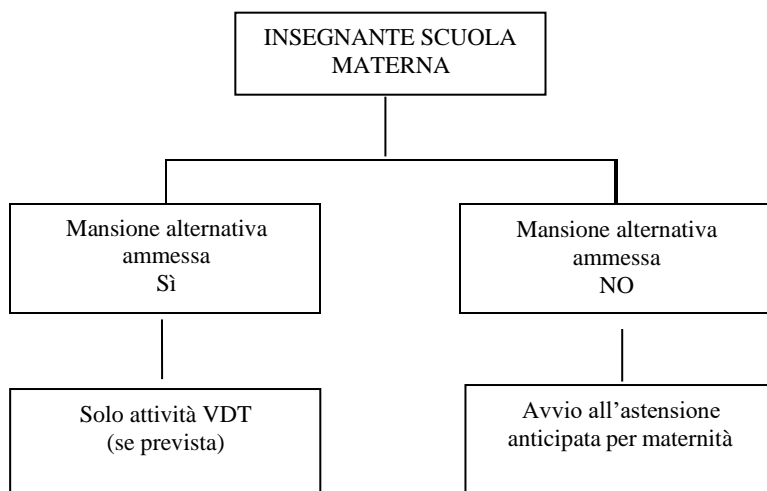 INSEGNANTE SCUOLA
MATERNA
Mansione alternativa
ammessa
Sì
Mansione alternativa
ammessa
NO
Solo attività VDT
(se prevista)
Avvio all’astensione
anticipata per maternità